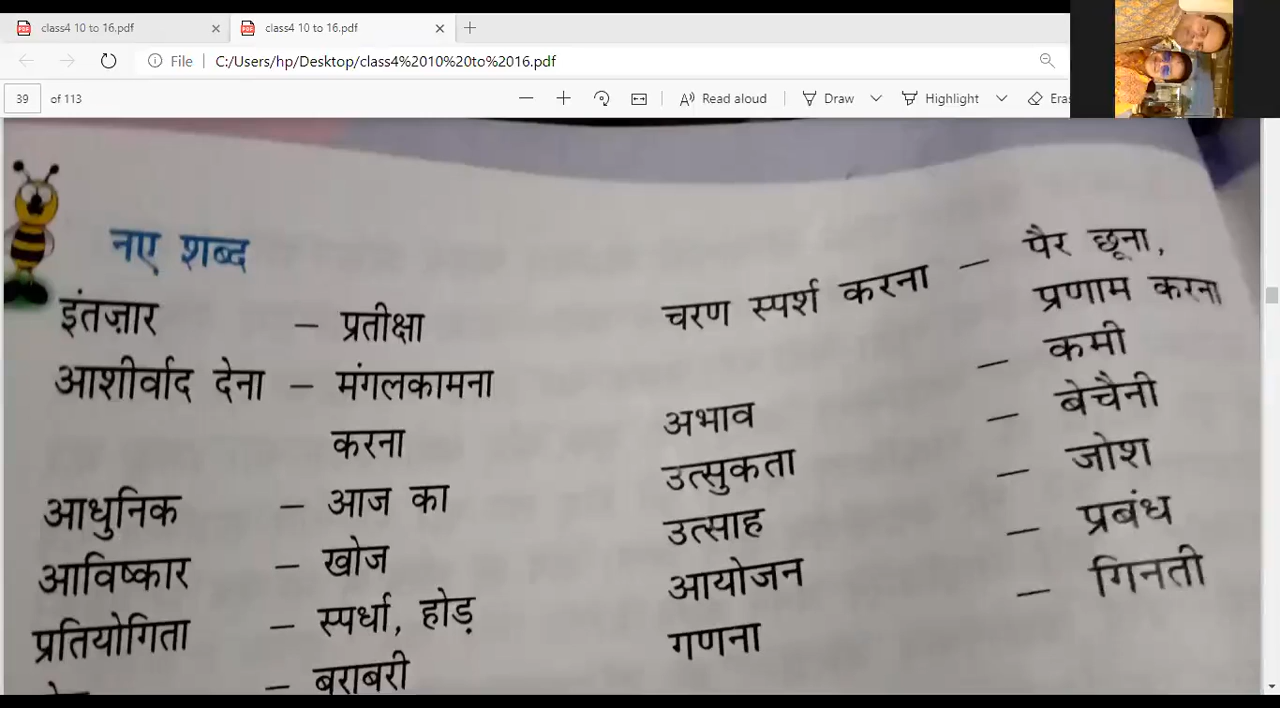 class4 10 to 16.pdf
class4 10 to 16.pdf
File C:/Users/hp/Desktop/class4%2010%20to%2016.pdf
39 of 113 Read aloud Draw Highlight
नए शब्द
इंतज़ार – प्रतीक्षा
आशीर्वाद देना – मंगलकामना
करना
आधुनिक – आज का
आविष्कार – खोज
प्रतियोगिता – स्पर्धा, होड़
– बराबरी
चरण स्पर्श करना – पैर छूना,
प्रणाम करना
अभाव – कमी
उत्सुकता – बेचैनी
उत्साह – जोश
आयोजन – प्रबंध
गणना – गिनती